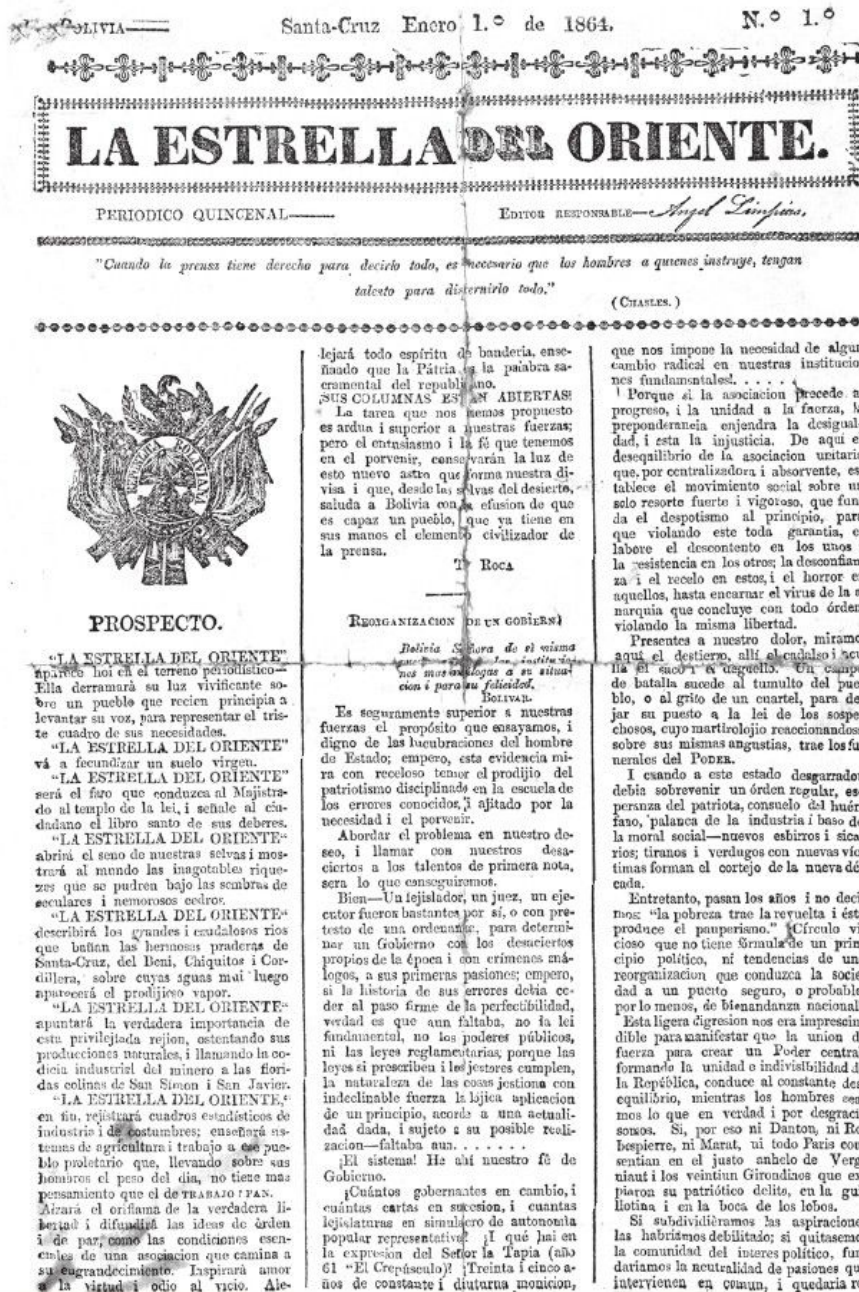 BOLIVIA—
Santa-Cruz Enero 1.º de 1864.
N.º 1.º
LA ESTRELLA DEL ORIENTE.
PERIODICO QUINCENAL—
EDITOR RESPONSABLE—Angel
"Cuando la prensa tiene derecho para decirlo todo, es necesario que los hombres a quienes instruye, tengan
talento para disternirlo todo."
(CHASLES.)
PROSPECTO.
"LA ESTRELLA DEL ORIENTE"
aparece hoi en el terreno periodístico—
Ella derramará su luz vivificante so-
bre un pueblo que recien principia a
levantar su voz, para representar el tris-
te cuadro de sus necesidades.
"LA ESTRELLA DEL ORIENTE"
vá a fecundizar un suelo virgen.
"LA ESTRELLA DEL ORIENTE"
será el faro que conduzca al Majistra-
do al templo de la lei, i señale al ciu-
dadano el libro santo de sus deberes.
"LA ESTRELLA DEL ORIENTE"
abrirá el seno de nuestras selvas i mos-
trará al mundo las inagotables rique-
zas que se pudren bajo las sombras de
seculares i nemorosos cedros.
"LA ESTRELLA DEL ORIENTE"
describirá los grandes i caudalosos rios
que bañan las hermosas praderas de
Santa-Cruz, del Beni, Chiquitos i Cor-
dillera, sobre cuyas aguas mui luego
aparecerá el prodijioso vapor.
"LA ESTRELLA DEL ORIENTE"
apuntará la verdadera importancia de
esta privilejiada rejion, ostentando sus
producciones naturales, i llamando la co-
dicia industriel del minero a las flori-
das colinas de San Simon i San Javier.
"LA ESTRELLA DEL ORIENTE,"
en fin, rejistrará cuadros estadísticos de
industria i de costumbres; enseñará sis-
temas de agricultura i trabajo a ese pue-
blo proletario que, llevando sobre sus
hombros el peso del dia, no tiene mas
pensamiento que el de TRABAJO I PAN.
Alzará el oriflama de la verdadera li-
bertad i difundirá las ideas de órden
i de paz, como las condiciones esen-
ciales de una asociacion que camina a
su engrandecimiento. Inspirará amor
a la virtud i odio al vicio. Ale-
lejará todo espíritu de banderia, ense-
ñando que la Pátria es la palabra sa-
cramental del republicano.
¡SUS COLUMNAS ESTAN ABIERTAS!
La tarea que nos hemos propuesto
es ardua i superior a nuestras fuerzas;
pero el entusiasmo i la fé que tenemos
en el porvenir, conservarán la luz de
este nuevo astro que forma nuestra di-
visa i que, desde las selvas del desierto,
saluda a Bolivia con la efusion de que
es capaz un pueblo, que ya tiene en
sus manos el elemento civilizador de
la prensa.
ROCA
REORGANIZACION DE UN GOBIERNO
Bolivia Señora de sí misma
las institucio-
nes mas análogas a su situa-
cion i para su felicidad.
BOLIVAR.
Es seguramente superior a nuestras
fuerzas el propósito que ensayamos, i
digno de las lucubraciones del hombre
de Estado; empero, esta evidencia mi-
ra con receloso temor el prodijio del
patriotismo disciplinado en la escuela de
los errores conocidos, i ajitado por la
necesidad i el porvenir.
Abordar el problema en nuestro de-
seo, i llamar con nuestros desa-
ciertos a los talentos de primera nota,
sera lo que conseguiremos.
Bien—Un lejislador, un juez, un eje-
cutor fueron bastantes por sí, o con pre-
testo de una ordenanza, para determi-
nar un Gobierno con los desaciertos
propios de la época i con crímenes aná-
logos, a sus primeras pasiones; empero,
si la historia de sus errores debia ce-
der al paso firme de la perfectibilidad,
verdad es que aun faltaba, no la lei
fundamental, no los poderes públicos,
ni las leyes reglamentarias; porque las
leyes si prescriben i los jestores cumplen,
la naturaleza de las cosas jestiona con
indeclinable fuerza la lójica aplicacion
de un principio, acorde a una actuali-
dad dada, i sujeto a su posible reali-
zacion—faltaba aun. . . . . . .
¡El sistema! He ahí nuestro fé de
Gobierno.
¡Cuántos gobernantes en cambio, i
cuántas cartas en sucesion, i cuantas
lejislaturas en simulacro de autonomía
popular representativa! ¡I qué hai en
la expresion del Señor la Tapia (año
61 "El Crepúsculo)! ¡Treinta i cinco a-
ños de constante i diuturna monicion,
que nos impone la necesidad de algun
cambio radical en nuestras institucio
nes fundamentales!. . . . . .
Porque si la asociacion precede a
progreso, i la unidad a la fuerza, l
preponderancia enjendra la desigual
dad, i esta la injusticia. De aquí e
desequilibrio de la asociacion unitaria
que, por centralizadora i absorvente, es
tablece el movimiento social sobre un
solo resorte fuerte i vigoroso, que fun
da el despotismo al principio, para
que violando este toda garantía, e
labore el descontento en los unos
la resistencia en los otros; la desconfian
za i el recelo en estos, i el horror e
aquellos, hasta encarnar el virus de la a
narquia que concluye con todo órden
violando la misma libertad.
Presentes a nuestro dolor, miramo
aquí el destierro, allí el cadalso i acu
llá el saco i el degüello. Un campo
de batalla sucede al tumulto del pue
blo, o al grito de un cuartel, para de
jar su puesto a la lei de los sospe
chosos, cuyo martirolojio reaccionandose
sobre sus mismas angustias, trae los fu
nerales del PODER.
I cuando a este estado desgarrador
debia sobrevenir un órden regular, es
peranza del patriota, consuelo del huér
fano, palanca de la industria i base de
la moral social—nuevos esbirros i sica
rios; tiranos i verdugos con nuevas víc
timas forman el cortejo de la nueva dé
cada.
Entretanto, pasan los años i no deci
mos: "la pobreza trae la revuelta i ésta
produce el pauperismo." Círculo vi
cioso que no tiene fórmula de un prin
cipio político, ni tendencias de un
reorganizacion que conduzca la socie
dad a un puerto seguro, o probable
por lo menos, de bienandanza nacional.
Esta ligera digresion nos era imprescin
dible para manifestar que la union d
fuerza para crear un Poder central
formando la unidad e indivisibilidad d
la República, conduce al constante des
equilibrio, mientras los hombres sea
mos lo que en verdad i por desgraci
somos. Si, por eso ni Danton, ni Ro
bespierre, ni Marat, ni todo Paris con
sentian en el justo anhelo de Verg
niaut i los veintiun Girondinos que ex
piaron su patriótico delito, en la gui
llotina i en la boca de los lobos.
Si subdividiéramos las aspiracione
las habriamos debilitado; si quitasemo
la comunidad del interes político, fun
dariamos la neutralidad de pasiones qu
intervienen en comun, i quedaria re